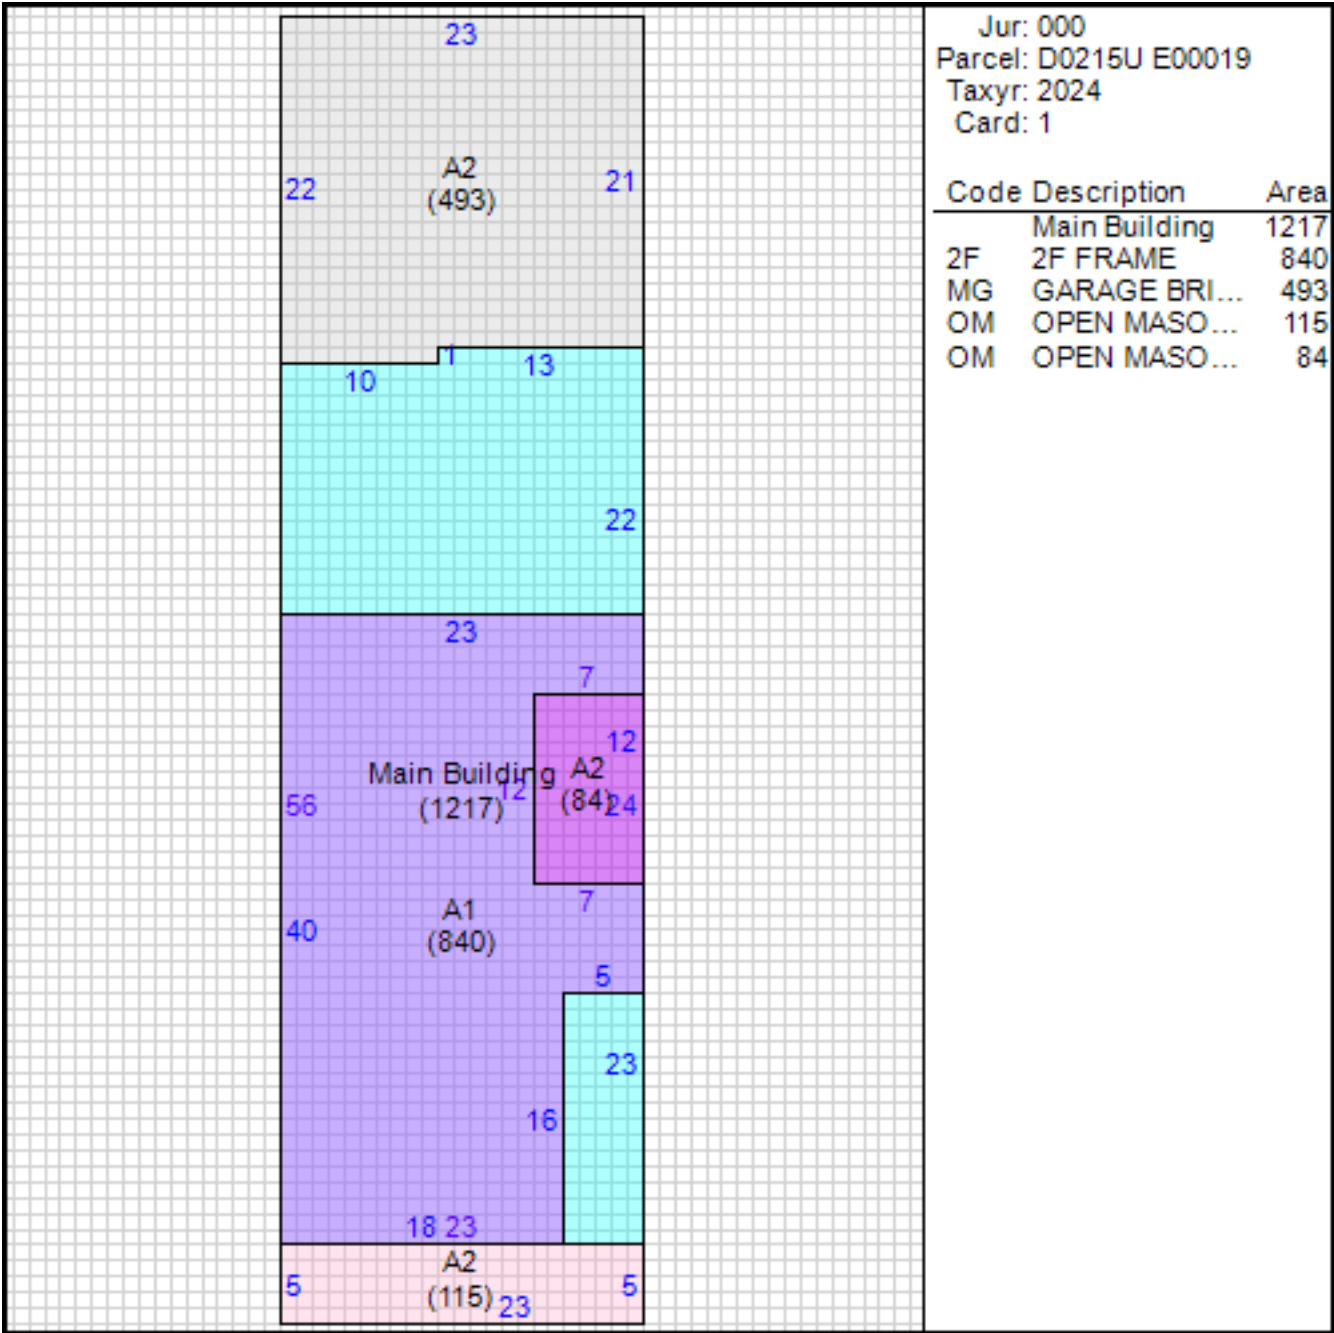 Jur: 000
Parcel: D0215U E00019
Taxyr: 2024
Card: 1
Code Description Area
Main Building 1217
2F 2F FRAME 840
MG GARAGE BRI... 493
OM OPEN MASO... 115
OM OPEN MASO... 84
23
A2
(493)
22
21
1
13
10
22
23
7
12
Main Building
(1217)
12
A2
(84)
24
56
7
A1
(840)
40
5
23
16
18 23
A2
(115)
5
5
23